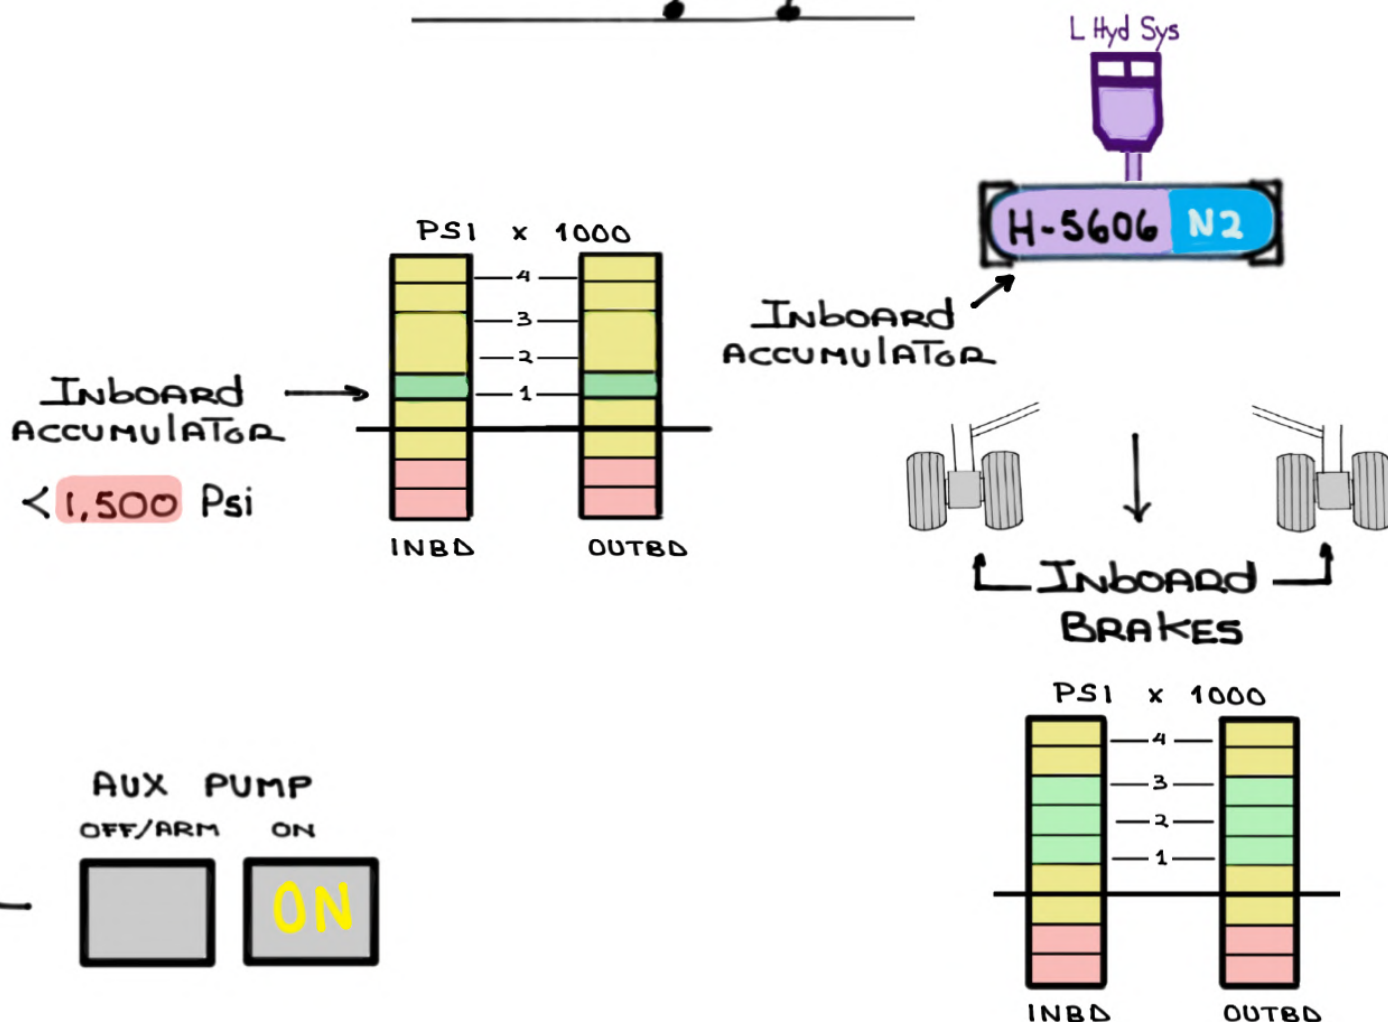 L Hyd Sys
H-5606 N2
INBOARD
ACCUMULATOR
PSI x 1000
4
3
2
1
INBD OUTBD
INBOARD
ACCUMULATOR
< 1,500 Psi
INBOARD
BRAKES
PSI x 1000
4
3
2
1
INBD OUTBD
AUX PUMP
OFF/ARM ON
ON